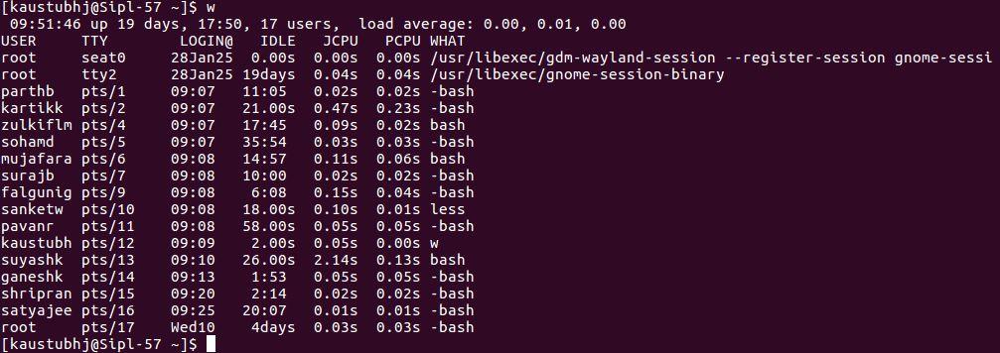 [kaustubhj@Sipl-57 ~]$ w
 09:51:46 up 19 days, 17:50, 17 users,  load average: 0.00, 0.01, 0.00
USER     TTY        LOGIN@   IDLE   JCPU   PCPU WHAT
root     seat0     28Jan25  0.00s  0.00s  0.00s /usr/libexec/gdm-wayland-session --register-session gnome-sessi
root     tty2      28Jan25 19days  0.04s  0.04s /usr/libexec/gnome-session-binary
parthb   pts/1     09:07   11:05   0.02s  0.02s -bash
kartikk  pts/2     09:07   21.00s  0.47s  0.23s -bash
zulkiflm pts/4     09:07   17:45   0.09s  0.02s bash
sohamd   pts/5     09:07   35:54   0.03s  0.03s -bash
mujafara pts/6     09:08   14:57   0.11s  0.06s bash
surajb   pts/7     09:08   10:00   0.02s  0.02s -bash
falgunig pts/9     09:08    6:08   0.15s  0.04s -bash
sanketw  pts/10    09:08   18.00s  0.10s  0.01s less
pavanr   pts/11    09:08   58.00s  0.05s  0.05s -bash
kaustubh pts/12    09:09    2.00s  0.05s  0.00s w
suyashk  pts/13    09:10   26.00s  2.14s  0.13s bash
ganeshk  pts/14    09:13    1:53   0.05s  0.05s -bash
shripran pts/15    09:20    2:14   0.02s  0.02s -bash
satyajee pts/16    09:25   20:07   0.01s  0.01s -bash
root     pts/17    Wed10    4days  0.03s  0.03s -bash
[kaustubhj@Sipl-57 ~]$